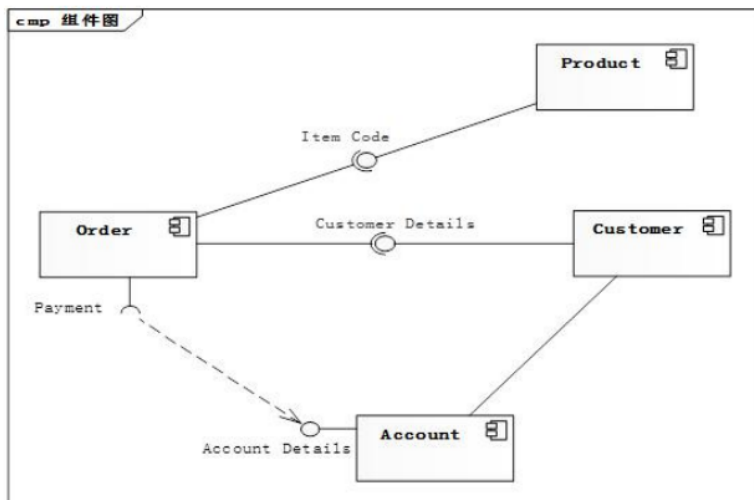 cmp 组件图
Product
Item Code
Order
Customer Details
Customer
Payment
Account
Account Details